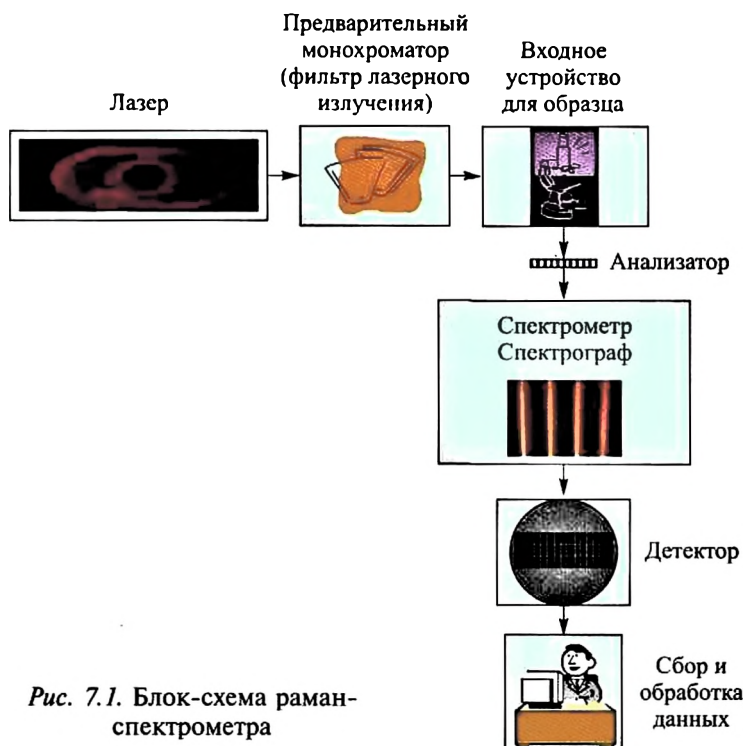 Лазер
Предварительный
монохроматор
(фильтр лазерного
излучения)
Входное
устройство
для образца
Анализатор
Спектрометр
Спектрограф
Детектор
Сбор и
обработка
данных
Рис. 7.1. Блок-схема раман-
спектрометра